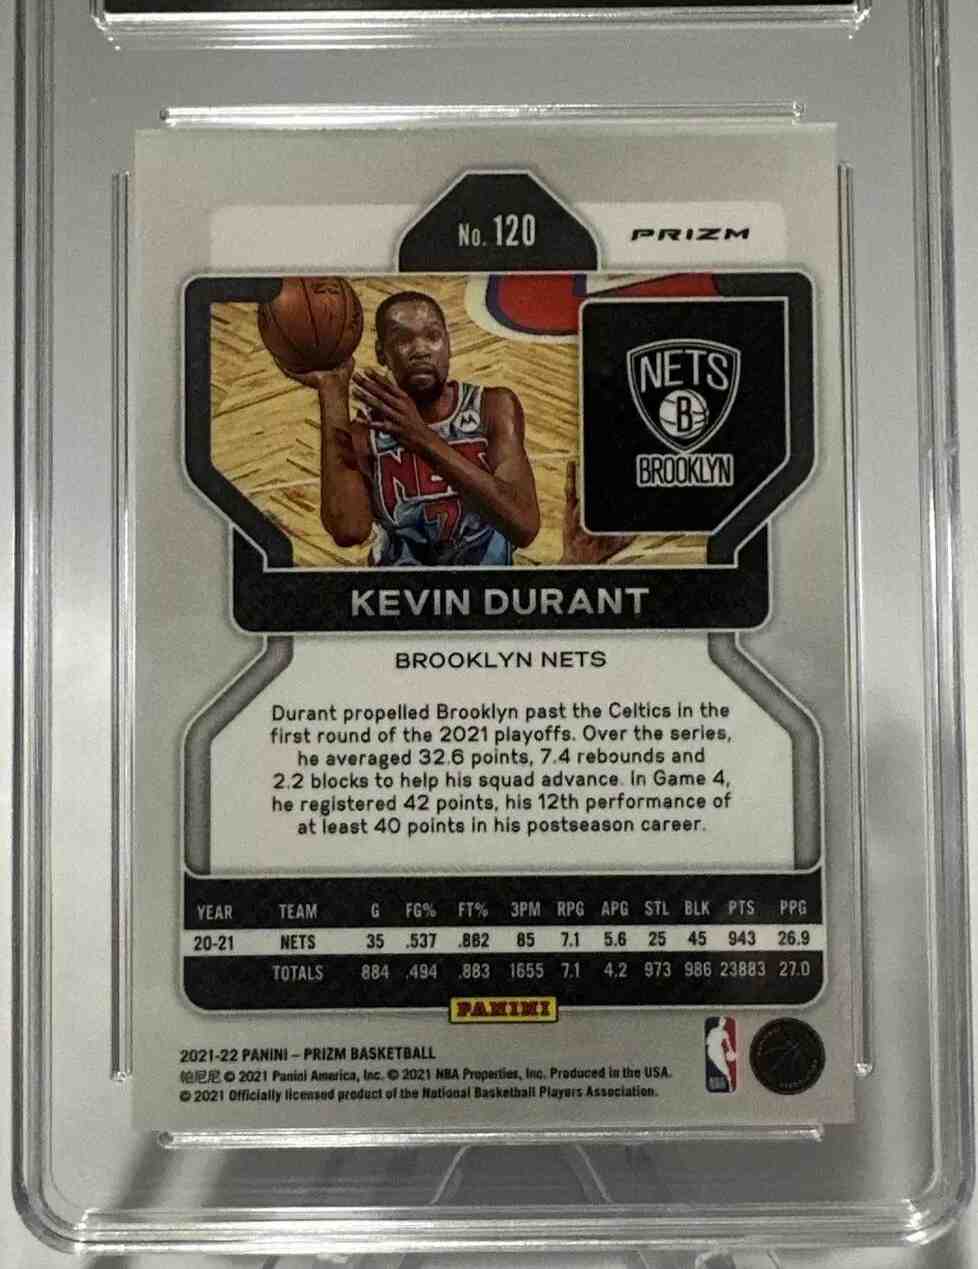 No. 120
PRIZM
NETS
B
BROOKLYN
NETS
7
KEVIN DURANT
BROOKLYN NETS
Durant propelled Brooklyn past the Celtics in the
first round of the 2021 playoffs. Over the series,
he averaged 32.6 points, 7.4 rebounds and
2.2 blocks to help his squad advance. In Game 4,
he registered 42 points, his 12th performance of
at least 40 points in his postseason career.
YEAR TEAM G FG% FT% 3PM RPG APG STL BLK PTS PPG
20-21 NETS 35 .537 .882 85 7.1 5.6 25 45 943 26.9
TOTALS 884 .494 .883 1655 7.1 4.2 973 986 23883 27.0
PANINI
2021-22 PANINI – PRIZM BASKETBALL
帕尼尼 © 2021 Panini America, Inc. © 2021 NBA Properties, Inc. Produced in the USA.
© 2021 Officially licensed product of the National Basketball Players Association.
NBA